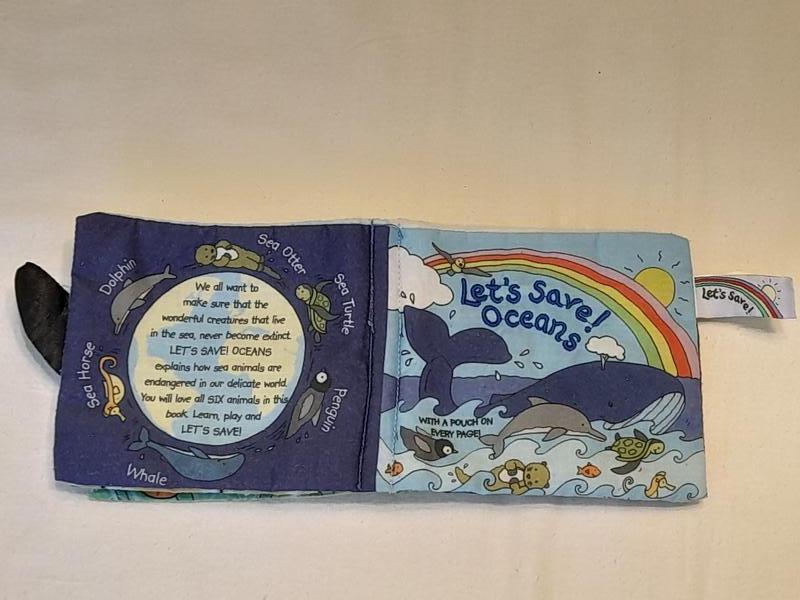 Dolphin
Sea Otter
Sea Turtle
Penguin
Whale
Sea Horse
We all want to
make sure that the
wonderful creatures that live
in the sea, never become extinct.
LET'S SAVE! OCEANS
explains how sea animals are
endangered in our delicate world.
You will love all SIX animals in this
book. Learn, play and
LET'S SAVE!
Let's Save!
Oceans
WITH A POUCH ON
EVERY PAGE!
Let's Save!